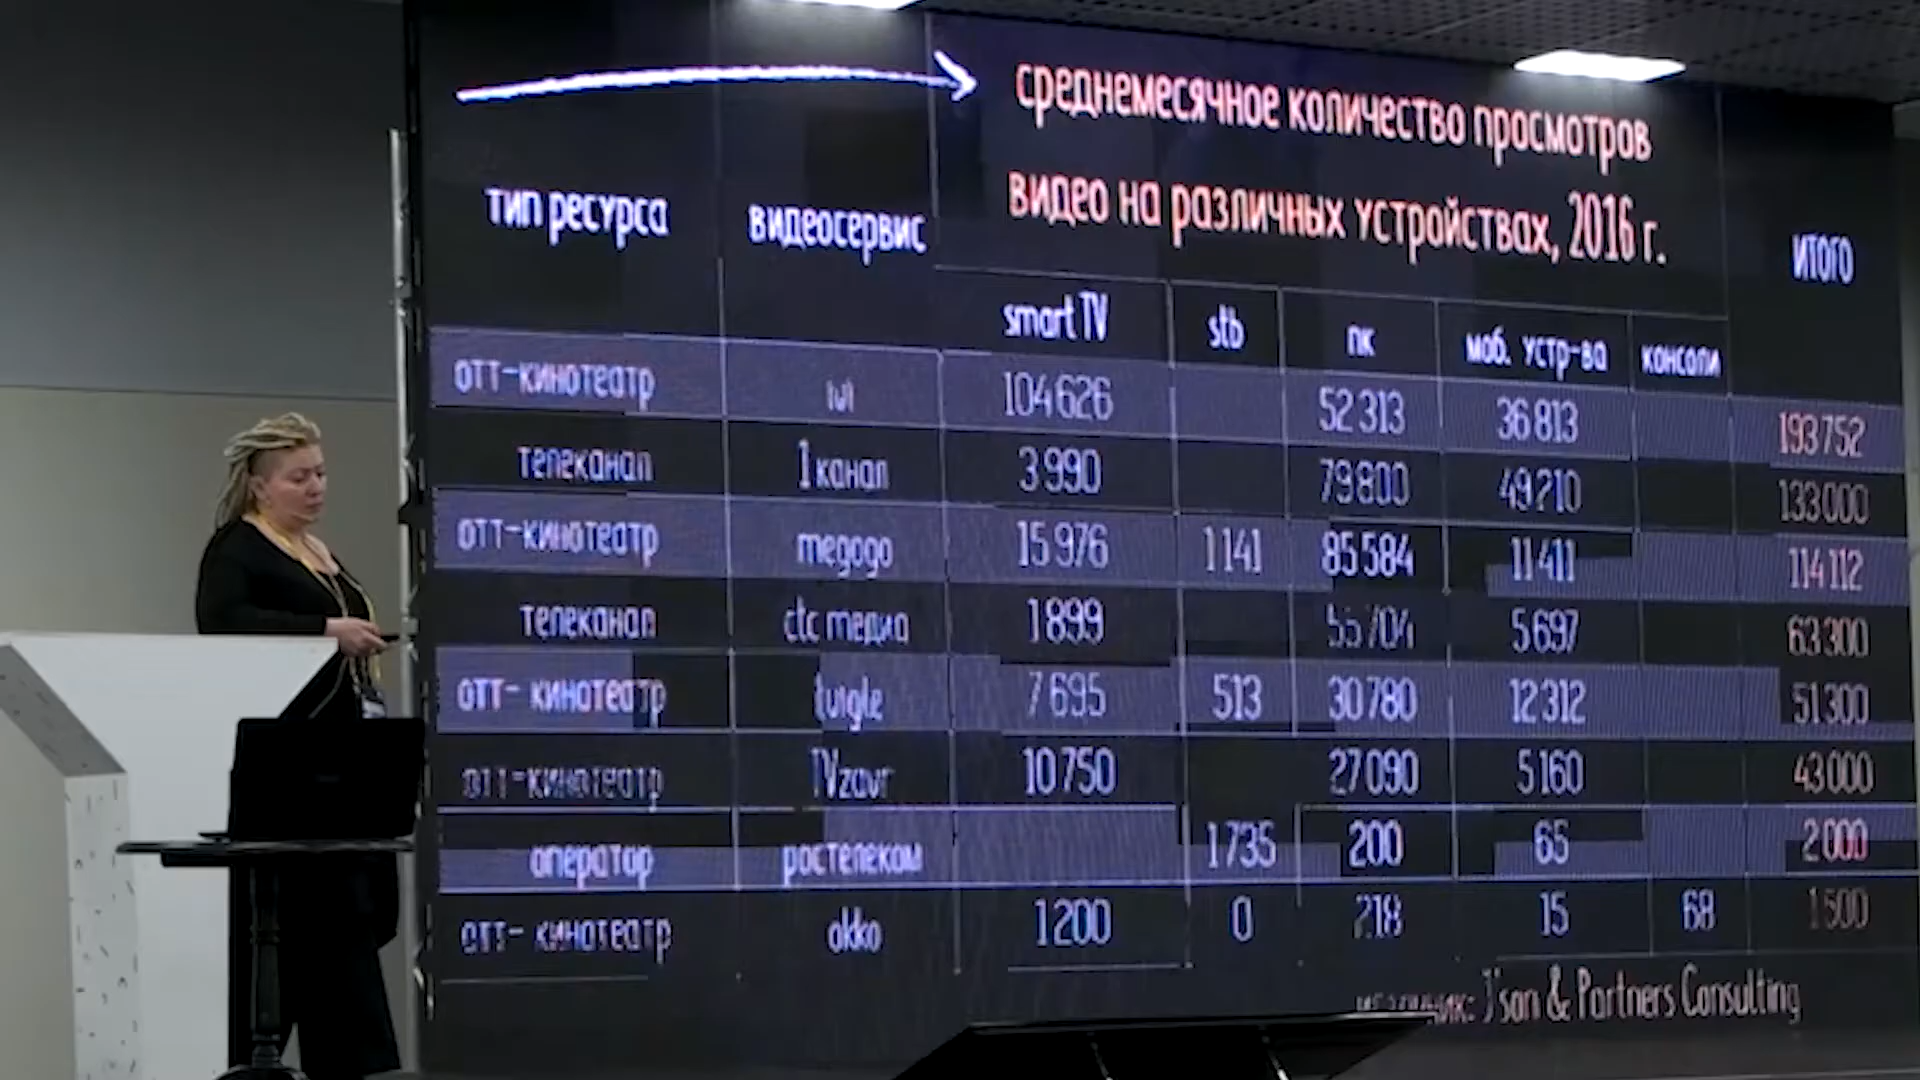 среднемесячное количество просмотров
видео на различных устройствах, 2016 г.
тип ресурса видеосервис ИТОГО
smart TV stb пк моб. устр-ва консоли
отт-кинотеатр ivi 104 626 52 313 36 813 193 752
телеканал 1 канал 3 990 79 800 49 210 133 000
отт-кинотеатр megogo 15 976 1 141 85 584 11 411 114 112
телеканал стс медиа 1 899 55 704 5 697 63 300
отт- кинотеатр tvigle 7 695 513 30 780 12 312 51 300
отт-кинотеатр TVzavr 10 750 27 090 5 160 43 000
оператор ростелеком 1 735 200 65 2 000
отт- кинотеатр okko 1 200 0 218 15 68 1 500
источник: J'son & Partners Consulting